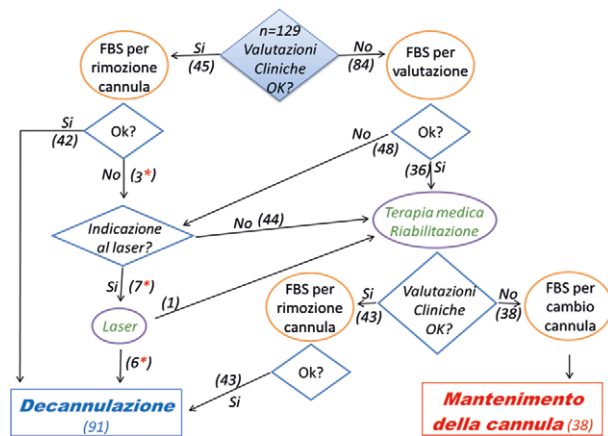 n=129
Valutazioni
Cliniche
OK?
Si
(45)
No
(84)
FBS per
rimozione
cannula
FBS per
valutazione
Si
(42)
Ok?
No
(48)
Ok?
No (3*)
(36) Si
Indicazione
al laser?
No (44)
Terapia medica
Riabilitazione
Si (7*)
(1)
Laser
FBS per
rimozione
cannula
Si
(43)
Valutazioni
Cliniche
OK?
No
(38)
FBS per
cambio
cannula
(6*)
(43)
Si
Ok?
Decannulazione
(91)
Mantenimento
della cannula (38)